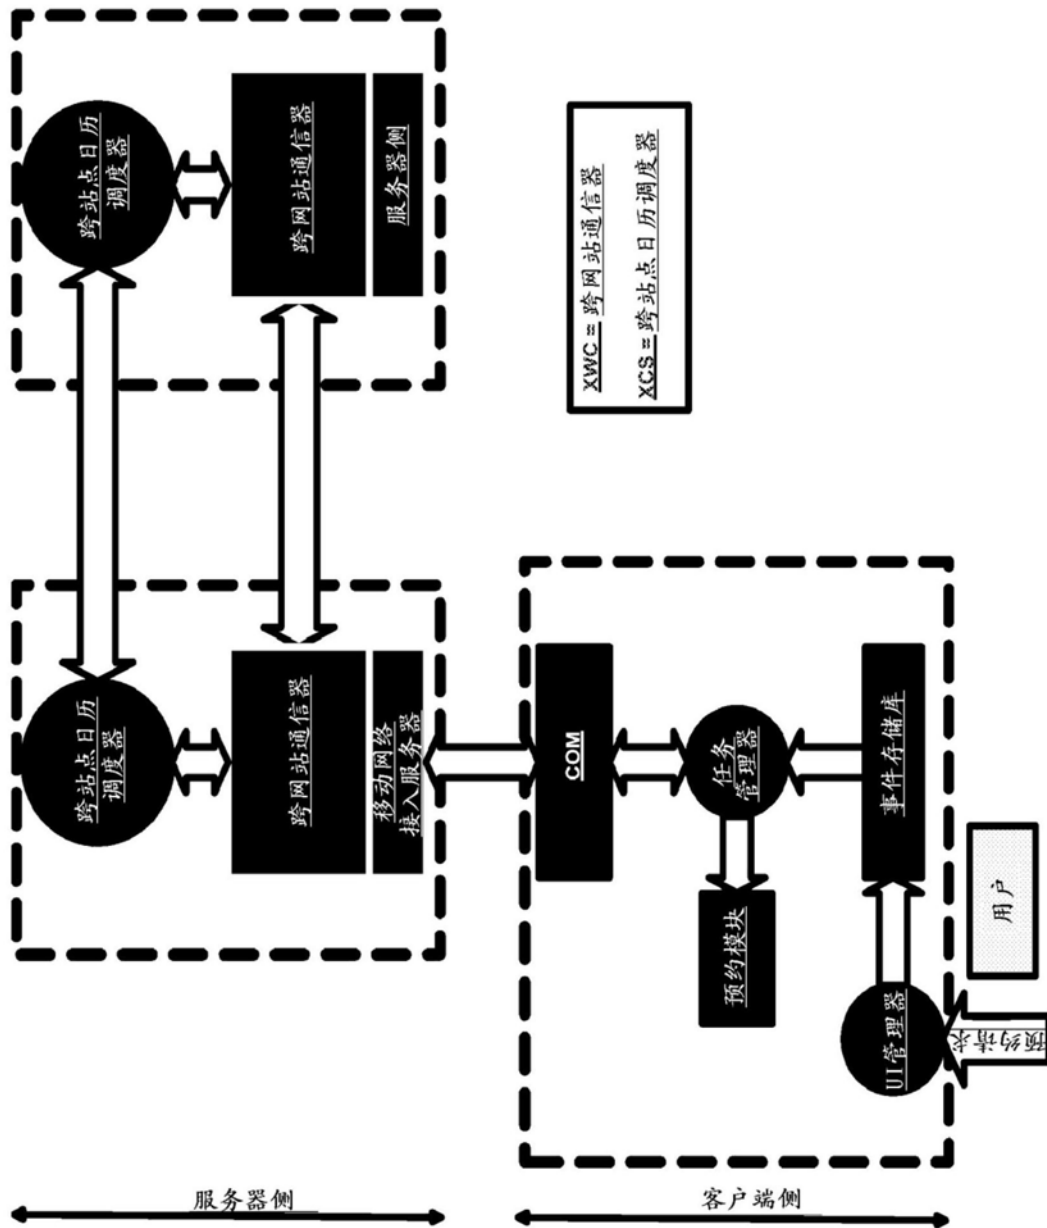 跨站点日历
调度器
跨网站通信器
服务器侧
XWC = 跨网站通信器
XCS = 跨站点日历调度器
跨站点日历
调度器
跨网站通信器
移动网络
接入服务器
COM
任务
管理器
事件存储库
预约模块
UI管理器
用户
预约请求
服务器侧
客户端侧